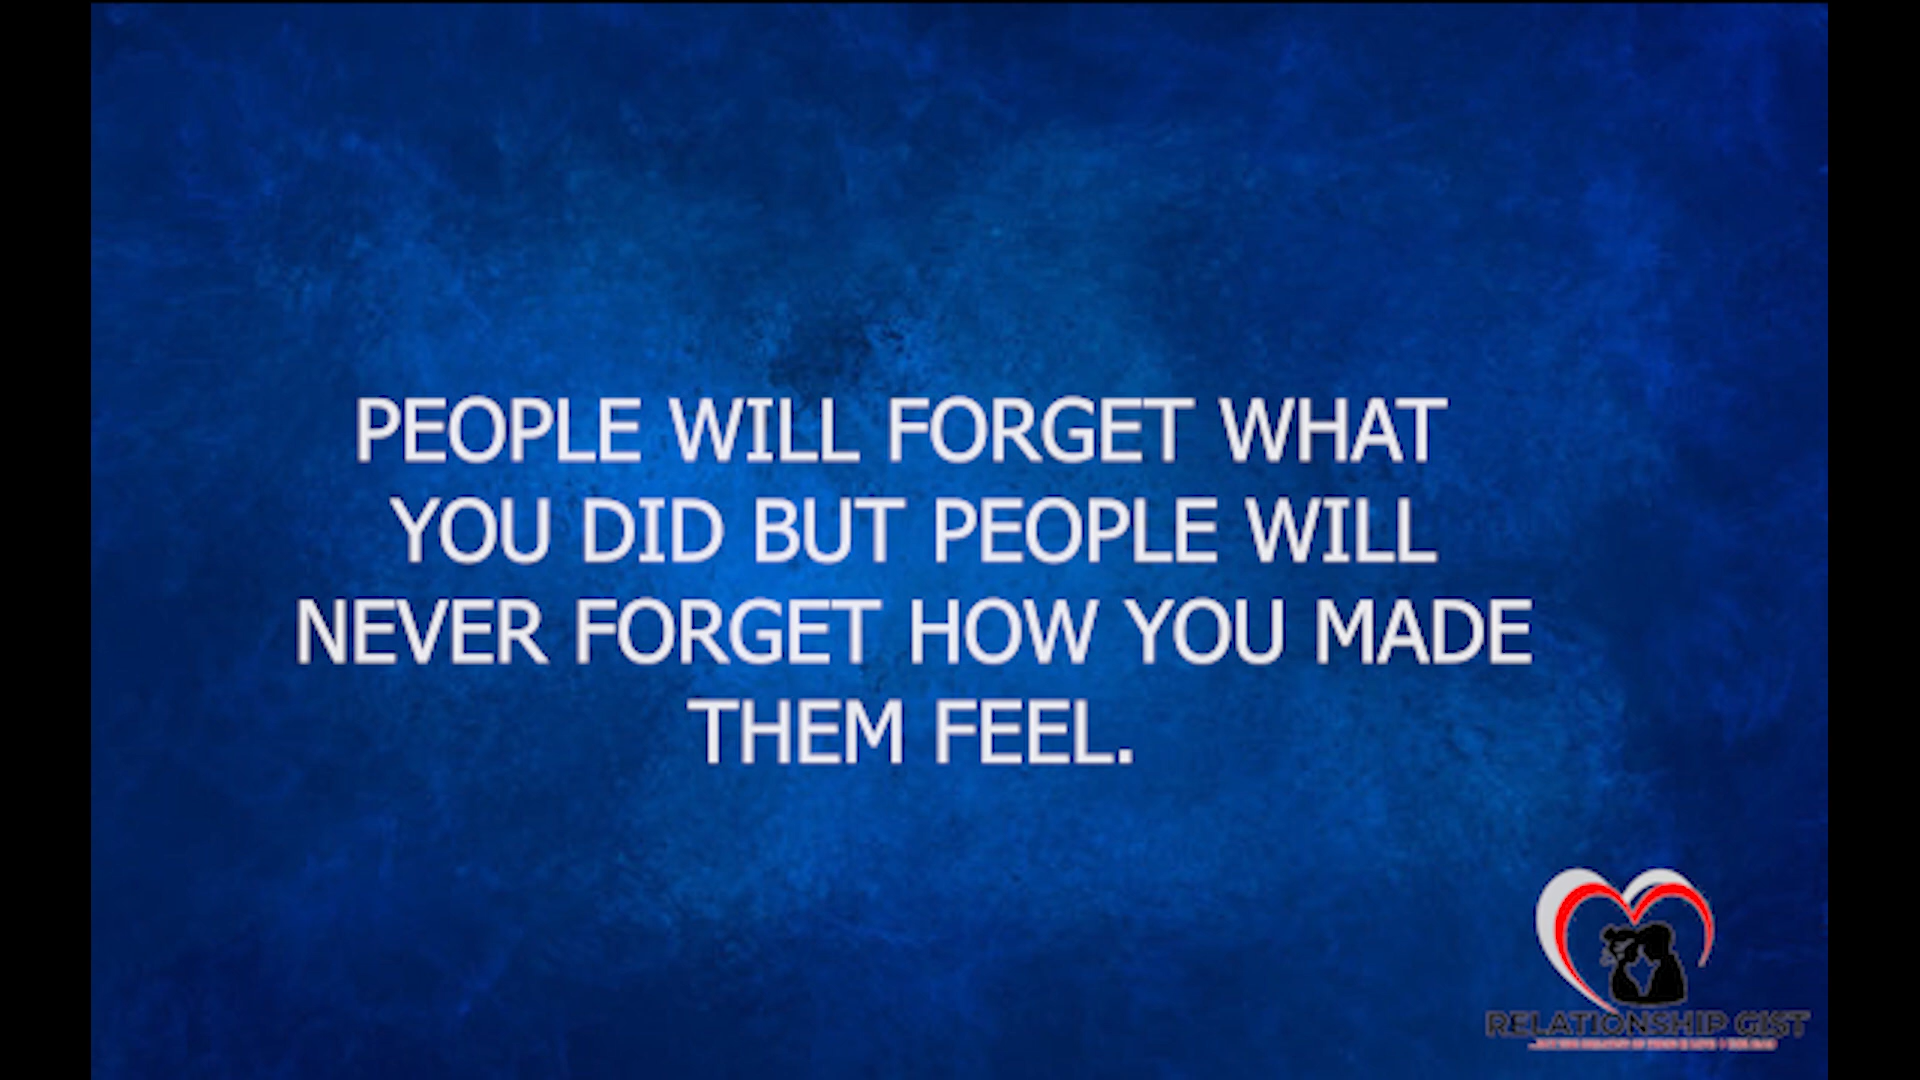 PEOPLE WILL FORGET WHAT
YOU DID BUT PEOPLE WILL
NEVER FORGET HOW YOU MADE
THEM FEEL.
RELATIONSHIP GIST